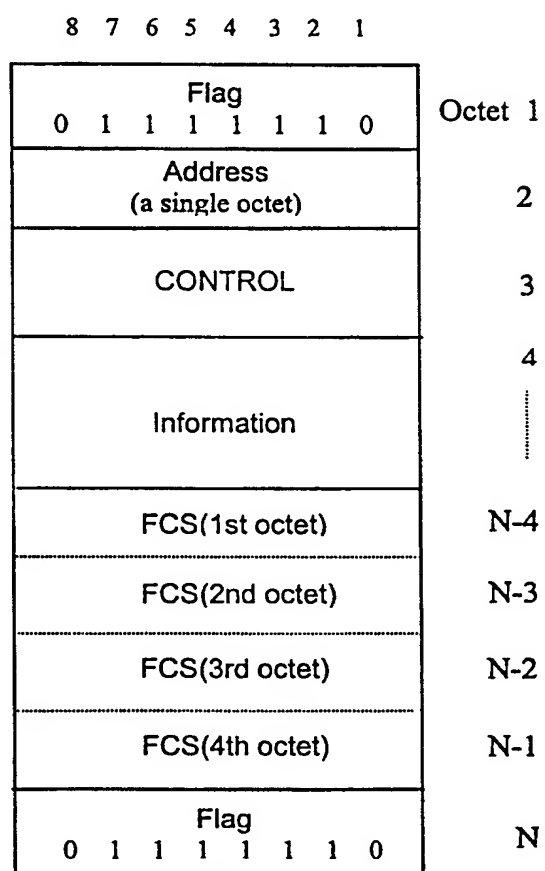 8 7 6 5 4 3 2 1
Flag
0 1 1 1 1 1 1 0
Octet 1
Address
(a single octet)
2
CONTROL
3
4
Information
FCS(1st octet)
N-4
FCS(2nd octet)
N-3
FCS(3rd octet)
N-2
FCS(4th octet)
N-1
Flag
0 1 1 1 1 1 1 0
N